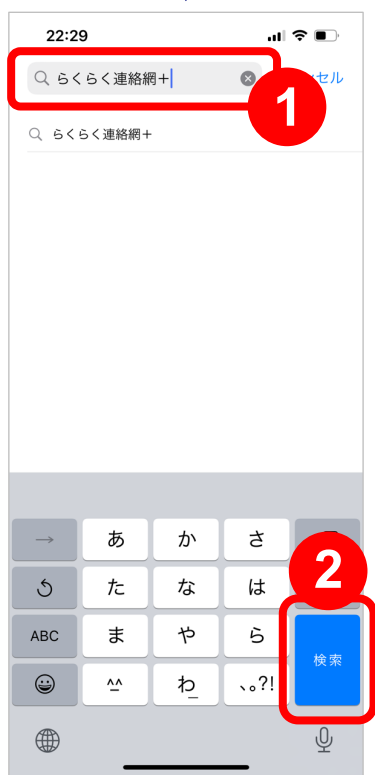 22:29
らくらく連絡網+
セル
1
らくらく連絡網+
→ あ か さ
2
た な は
ABC ま や ら
検索
^^ わ_ 、。?!